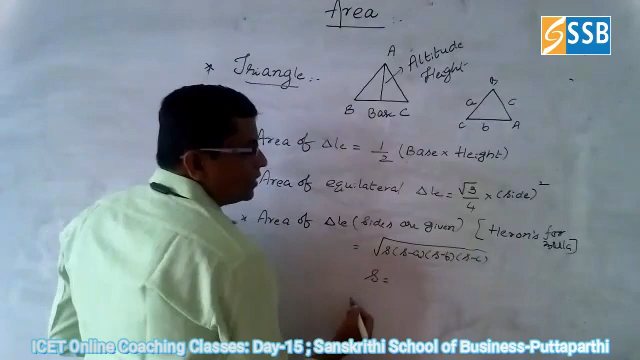 Area :-
SSB
* Triangle :-
A
Altitude
Height
B Base C
B
a c
C b A
Area of Δle = 1/2 (Base × Height)
Area of equilateral Δle = √3/4 × (side)²
* Area of Δle (sides are given) [Heron's formula]
= √s(s-a)(s-b)(s-c)
s =
ICET Online Coaching Classes: Day-15 ; Sanskrithi School of Business-Puttaparthi